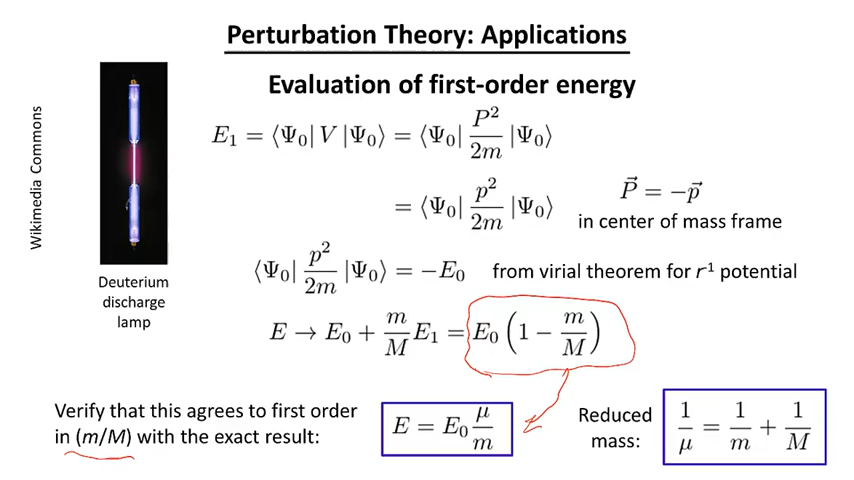 Perturbation Theory: Applications
Wikimedia Commons
Evaluation of first-order energy
E₁ = ⟨Ψ₀| V |Ψ₀⟩ = ⟨Ψ₀| P²/2m |Ψ₀⟩
= ⟨Ψ₀| p²/2m |Ψ₀⟩
P⃗ = −p⃗
in center of mass frame
Deuterium
discharge
lamp
⟨Ψ₀| p²/2m |Ψ₀⟩ = −E₀ from virial theorem for r¹ potential
E → E₀ + m/M E₁ = E₀ (1 − m/M)
Verify that this agrees to first order
in (m/M) with the exact result:
E = E₀ μ/m
Reduced
mass:
1/μ = 1/m + 1/M